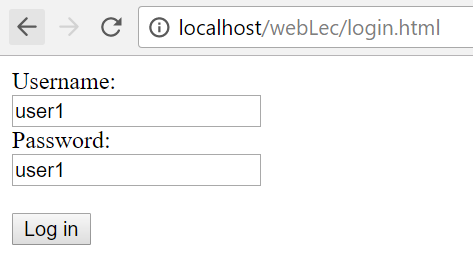 localhost/webLec/login.html
Username:
user1
Password:
user1
Log in